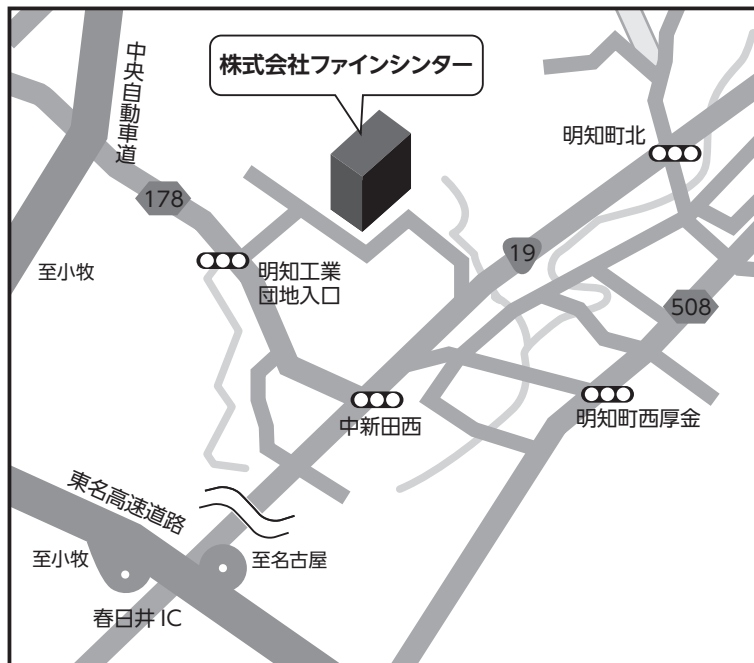 株式会社ファインシンター
中央自動車道
明知町北
178
19
至小牧
明知工業
団地入口
508
中新田西
明知町西厚金
東名高速道路
至小牧
至名古屋
春日井 IC